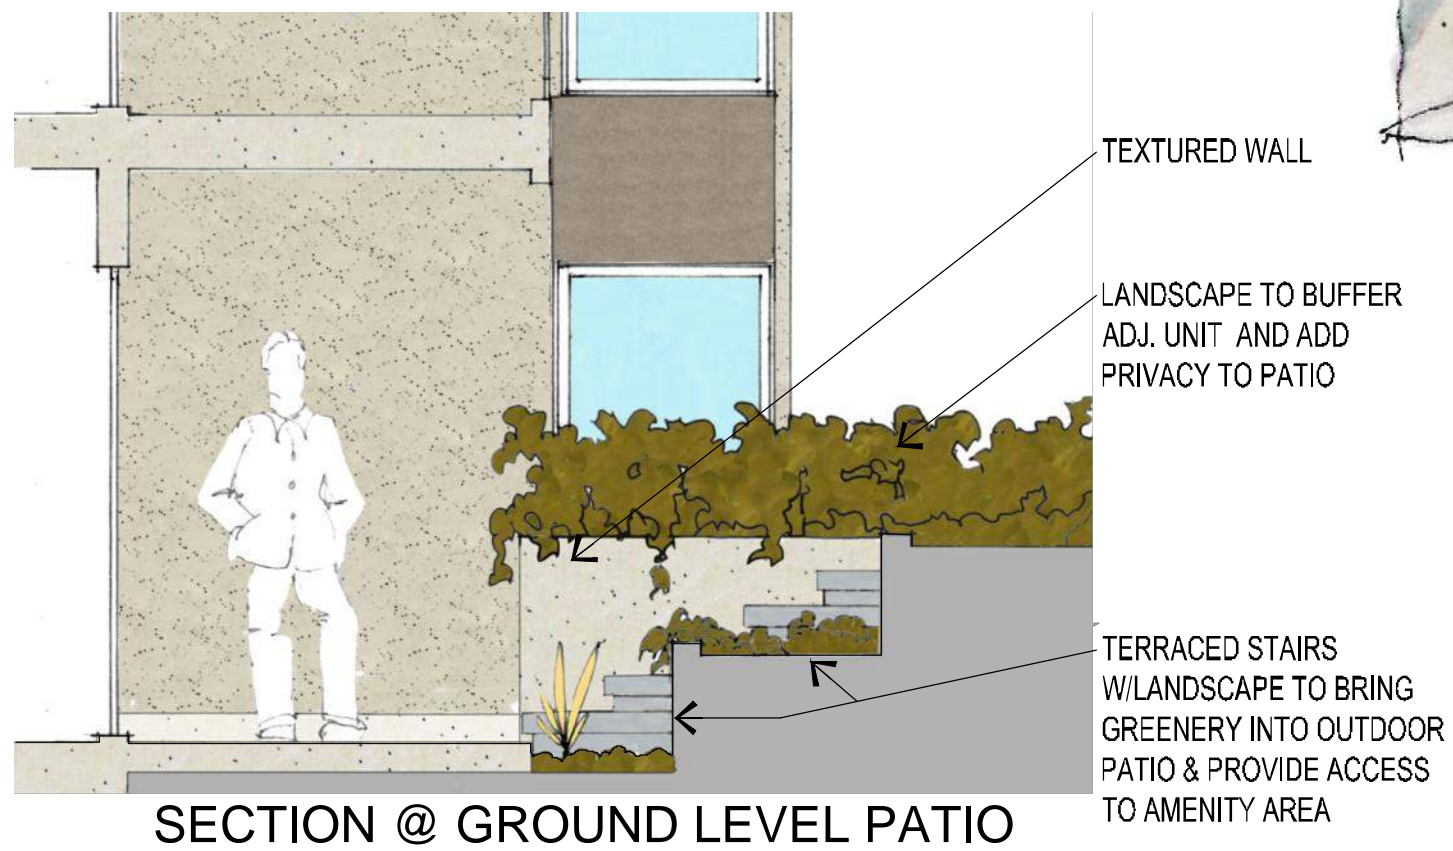 TEXTURED WALL
LANDSCAPE TO BUFFER
ADJ. UNIT AND ADD
PRIVACY TO PATIO
TERRACED STAIRS
W/LANDSCAPE TO BRING
GREENERY INTO OUTDOOR
PATIO & PROVIDE ACCESS
TO AMENITY AREA
SECTION @ GROUND LEVEL PATIO